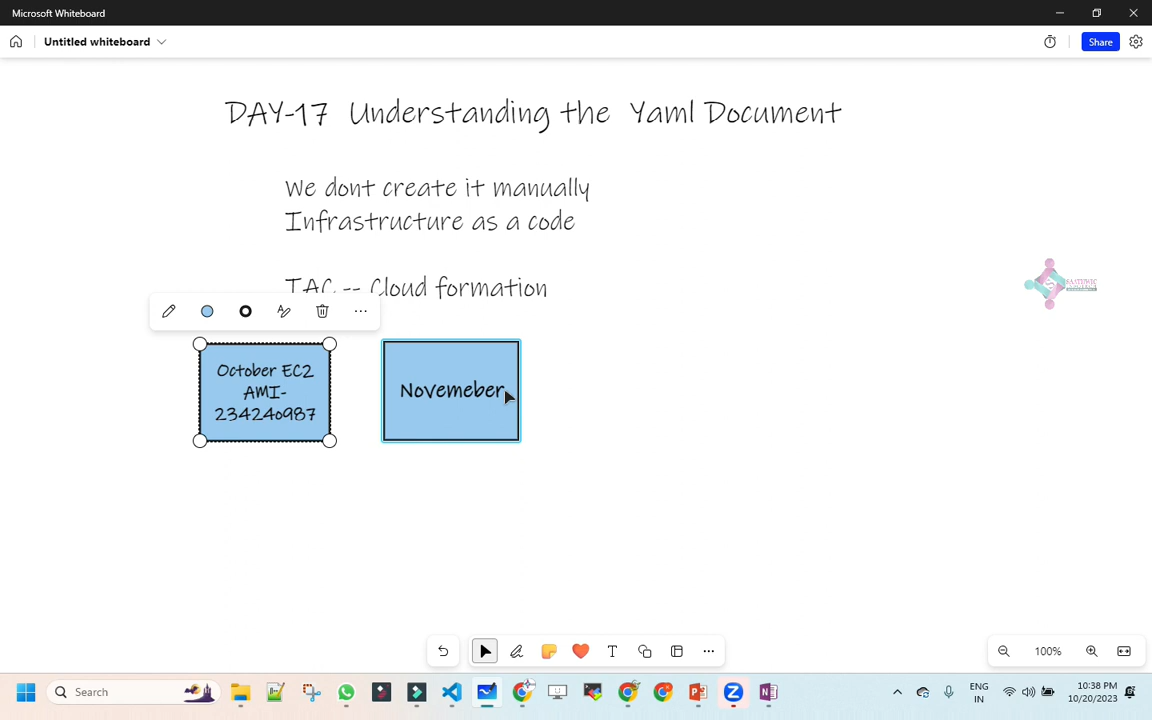 Microsoft Whiteboard
Untitled whiteboard
Share
DAY-17 Understanding the Yaml Document
We dont create it manually
Infrastructure as a code
IAC -- Cloud formation
October EC2
AMI-
234240987
Novemeber
100%
Search
ENG
IN
10:38 PM
10/20/2023